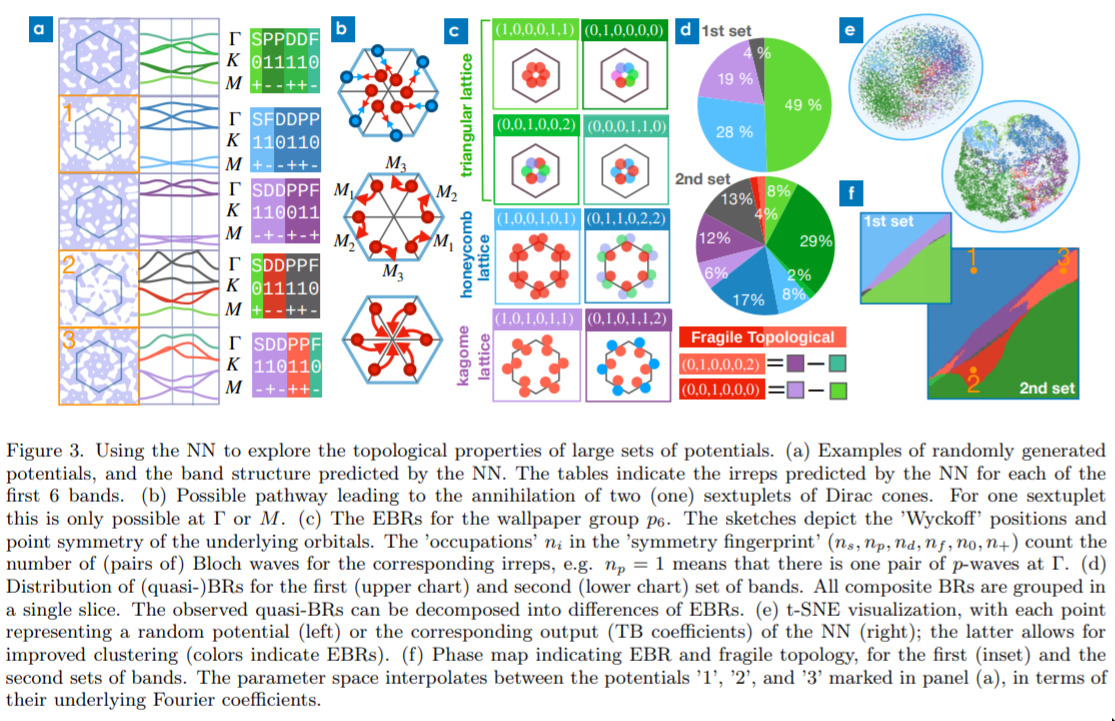 a
Γ SPPDDF
K 011110
M +--++-
1
Γ SFDDPP
K 110110
M +--++-
Γ SDDPPF
K 110011
M
2
Γ SDDPPF
K 011110
M +--++-
3
Γ SDDPPF
K 110110
M -+-++-
b
M₃
M₁ M₂
M₂ M₁
M₃
c
triangular lattice
(1,0,0,0,1,1) (0,1,0,0,0,0)
(0,0,1,0,0,2) (0,0,0,1,1,0)
honeycomb
lattice
(1,0,0,1,0,1) (0,1,1,0,2,2)
kagome
lattice
(1,0,1,0,1,1) (0,1,0,1,1,2)
d
1st set
4 %
19 %
49 %
28 %
2nd set
13%
8%
4%
12%
29%
6%
2%
17%
8%
Fragile Topological
(0,1,0,0,0,2) = −
(0,0,1,0,0,0) = −
e
f
1st set
1
3
2
2nd set
Figure 3. Using the NN to explore the topological properties of large sets of potentials. (a) Examples of randomly generated
potentials, and the band structure predicted by the NN. The tables indicate the irreps predicted by the NN for each of the
first 6 bands. (b) Possible pathway leading to the annihilation of two (one) sextuplets of Dirac cones. For one sextuplet
this is only possible at Γ or M. (c) The EBRs for the wallpaper group p₆. The sketches depict the 'Wyckoff' positions and
point symmetry of the underlying orbitals. The 'occupations' nᵢ in the 'symmetry fingerprint' (nₛ, nₚ, n_d, n_f, n₀, n₊) count the
number of (pairs of) Bloch waves for the corresponding irreps, e.g. nₚ = 1 means that there is one pair of p-waves at Γ. (d)
Distribution of (quasi-)BRs for the first (upper chart) and second (lower chart) set of bands. All composite BRs are grouped in
a single slice. The observed quasi-BRs can be decomposed into differences of EBRs. (e) t-SNE visualization, with each point
representing a random potential (left) or the corresponding output (TB coefficients) of the NN (right); the latter allows for
improved clustering (colors indicate EBRs). (f) Phase map indicating EBR and fragile topology, for the first (inset) and the
second sets of bands. The parameter space interpolates between the potentials '1', '2', and '3' marked in panel (a), in terms of
their underlying Fourier coefficients.